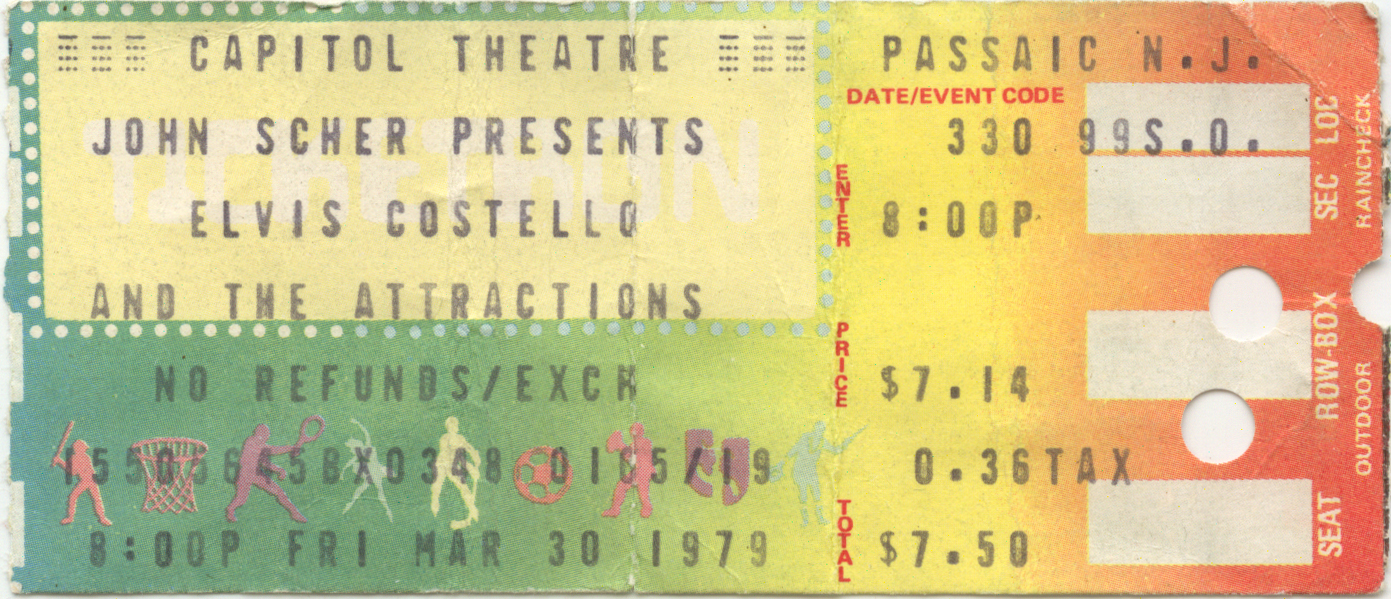 CAPITOL THEATRE PASSAIC N.J.
DATE/EVENT CODE
JOHN SCHER PRESENTS 330 99S.O.
TICKETRON
ELVIS COSTELLO
ENTER 8:00P
AND THE ATTRACTIONS
NO REFUNDS/EXCH
PRICE $7.14
0.36TAX
8:00P FRI MAR 30 1979
TOTAL $7.50
LOC
SEC
ROW-BOX
SEAT
RAINCHECK
OUTDOOR